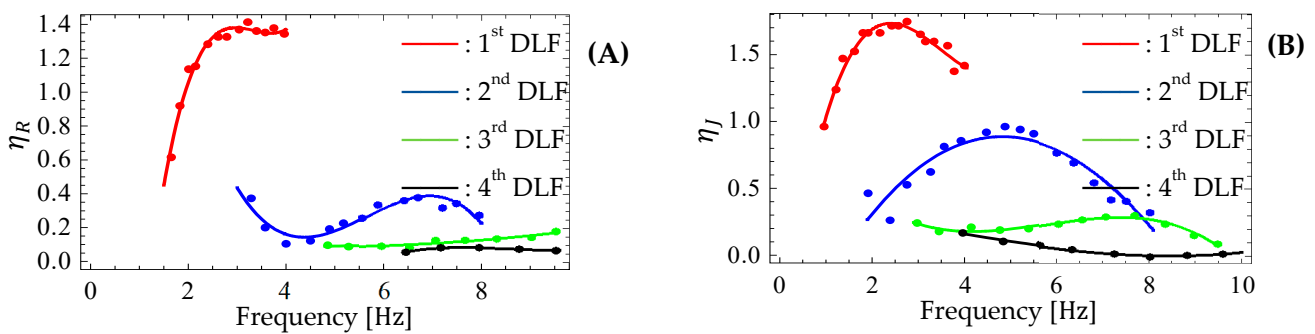 1.4
1.2
1.0
0.8
0.6
0.4
0.2
0.0
η_R
0 2 4 6 8
Frequency [Hz]
: 1st DLF
: 2nd DLF
: 3rd DLF
: 4th DLF
(A)
1.5
1.0
0.5
0.0
η_J
0 2 4 6 8 10
Frequency [Hz]
: 1st DLF
: 2nd DLF
: 3rd DLF
: 4th DLF
(B)